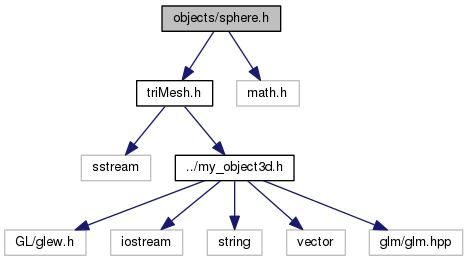 objects/sphere.h
triMesh.h
math.h
sstream
../my_object3d.h
GL/glew.h
iostream
string
vector
glm/glm.hpp